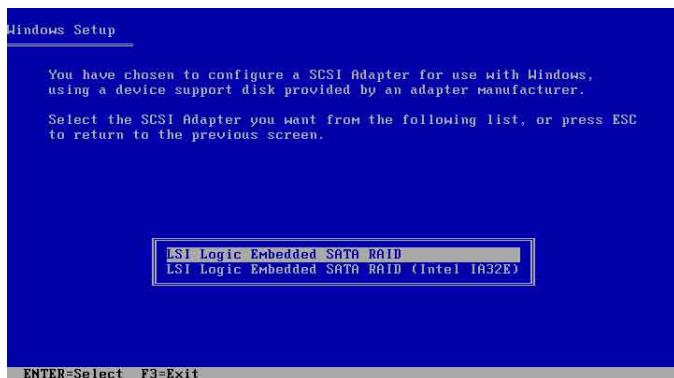 Windows Setup
You have chosen to configure a SCSI Adapter for use with Windows,
using a device support disk provided by an adapter manufacturer.
Select the SCSI Adapter you want from the following list, or press ESC
to return to the previous screen.
LSI Logic Embedded SATA RAID
LSI Logic Embedded SATA RAID (Intel IA32E)
ENTER=Select F3=Exit